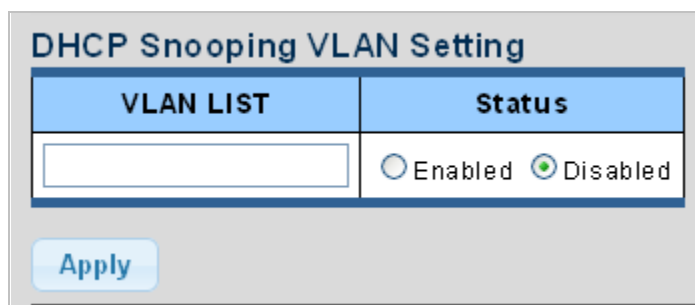 DHCP Snooping VLAN Setting
VLAN LIST Status
Enabled Disabled
Apply